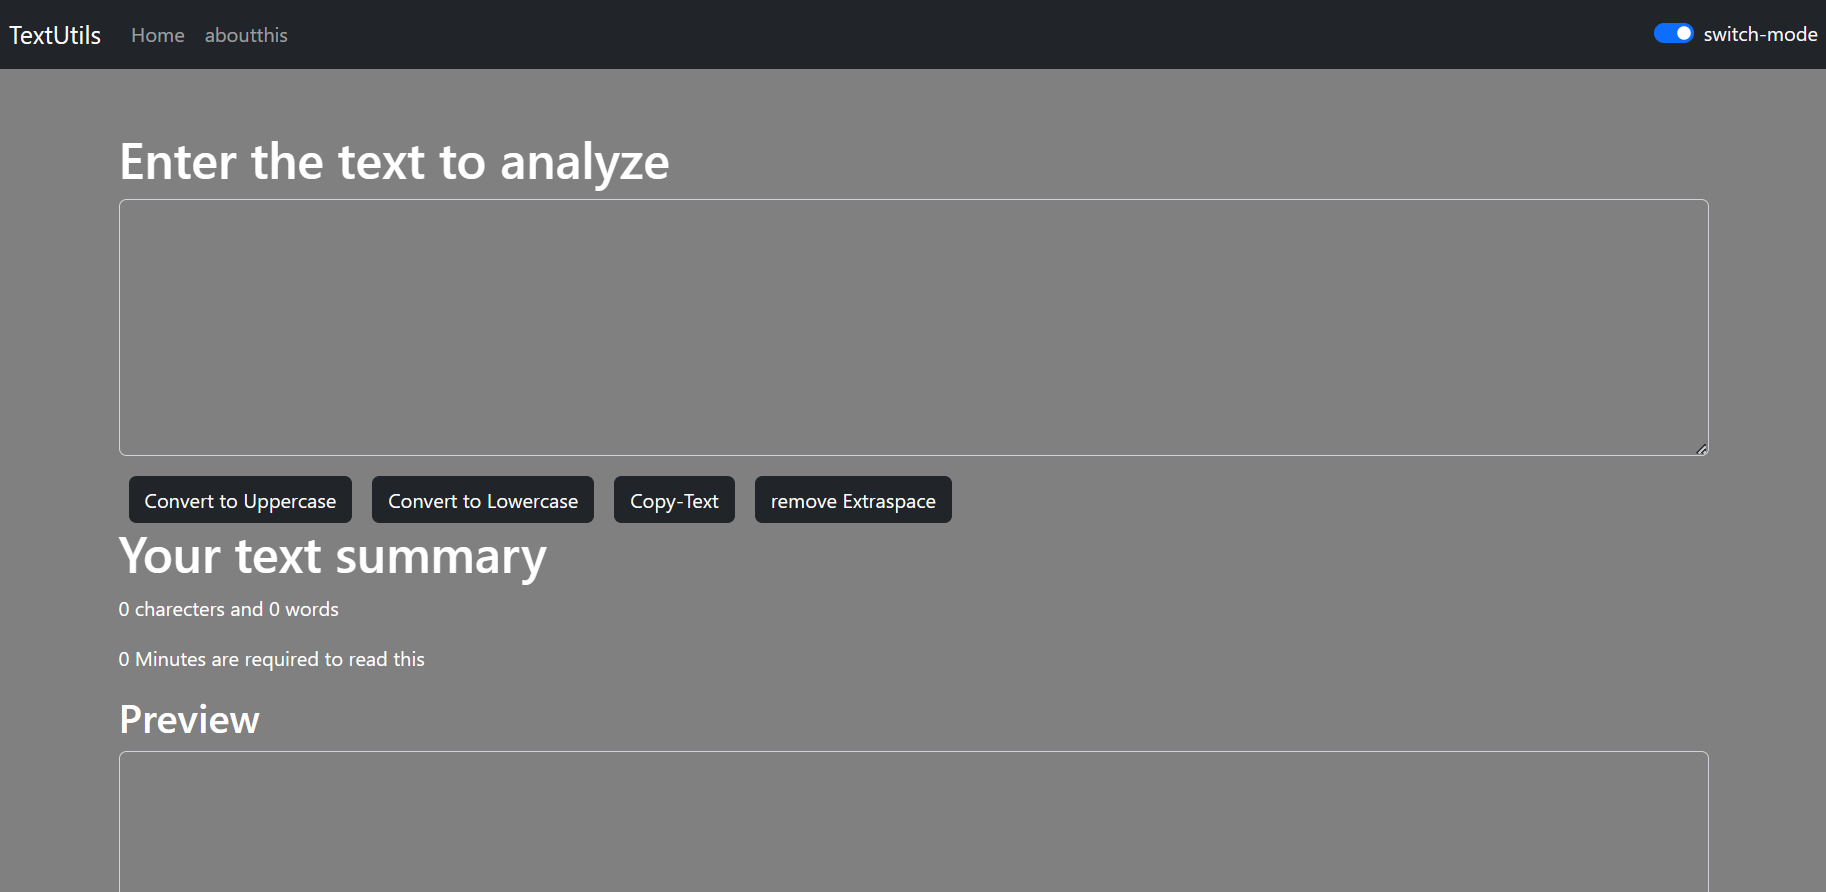 TextUtils Home aboutthis switch-mode
Enter the text to analyze
Convert to Uppercase Convert to Lowercase Copy-Text remove Extraspace
Your text summary
0 charecters and 0 words
0 Minutes are required to read this
Preview